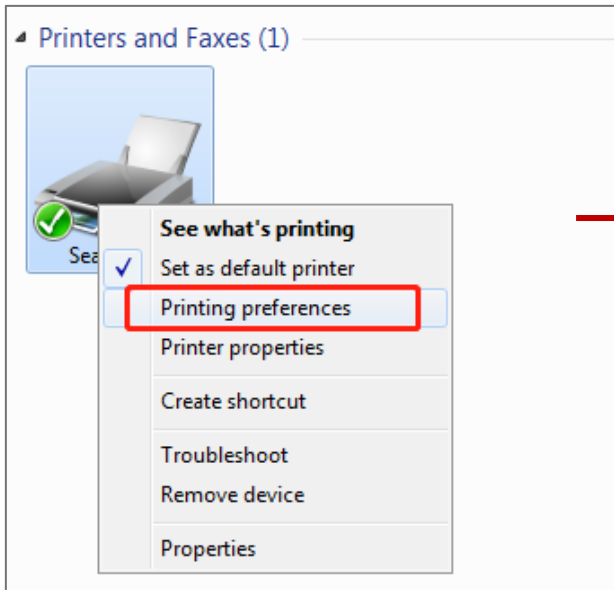 Printers and Faxes (1)
See what's printing
Sea
Set as default printer
Printing preferences
Printer properties
Create shortcut
Troubleshoot
Remove device
Properties